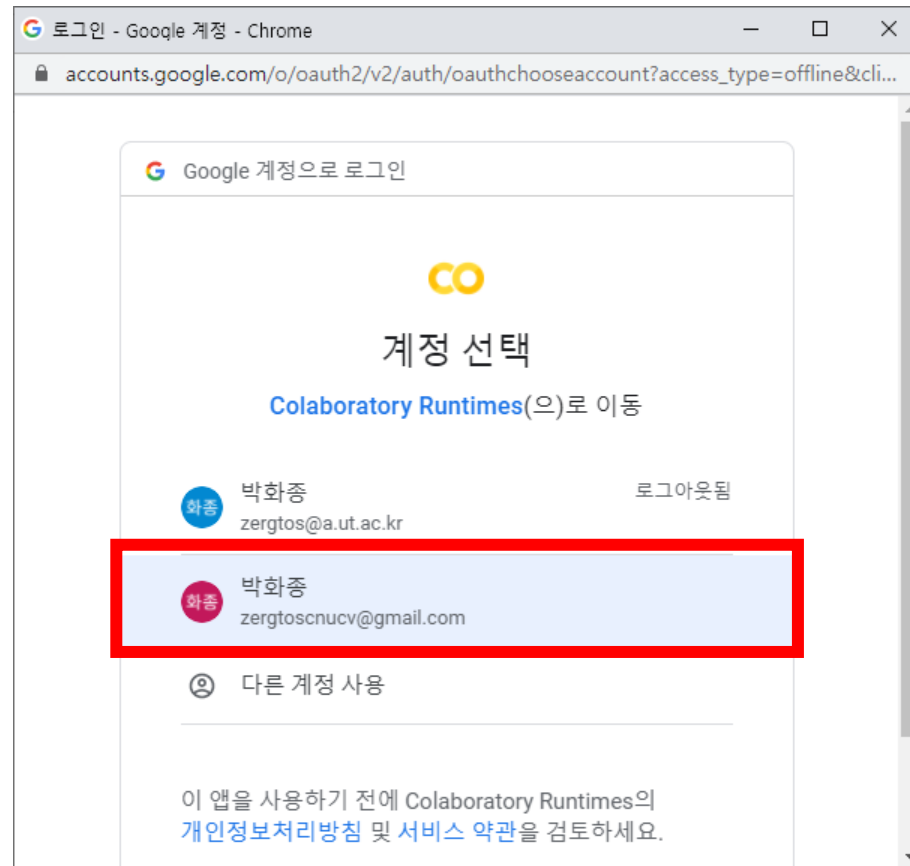 로그인 - Google 계정 - Chrome
accounts.google.com/o/oauth2/v2/auth/oauthchooseaccount?access_type=offline&cli...
Google 계정으로 로그인
계정 선택
Colaboratory Runtimes(으)로 이동
화종
박화종
로그아웃됨
zergtos@a.ut.ac.kr
화종
박화종
zergtoscnucv@gmail.com
다른 계정 사용
이 앱을 사용하기 전에 Colaboratory Runtimes의
개인정보처리방침 및 서비스 약관을 검토하세요.